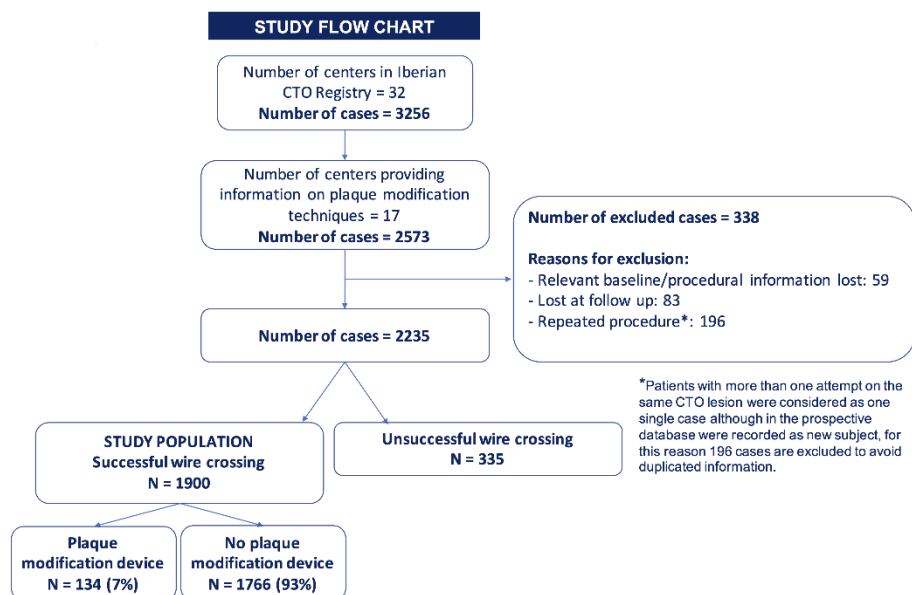 STUDY FLOW CHART
Number of centers in Iberian
CTO Registry = 32
Number of cases = 3256
Number of centers providing
information on plaque modification
techniques = 17
Number of cases = 2573
Number of excluded cases = 338
Reasons for exclusion:
- Relevant baseline/procedural information lost: 59
- Lost at follow up: 83
- Repeated procedure*: 196
Number of cases = 2235
*Patients with more than one attempt on the
same CTO lesion were considered as one
single case although in the prospective
database were recorded as new subject, for
this reason 196 cases are excluded to avoid
duplicated information.
STUDY POPULATION
Successful wire crossing
N = 1900
Unsuccessful wire crossing
N = 335
Plaque
modification device
N = 134 (7%)
No plaque
modification device
N = 1766 (93%)